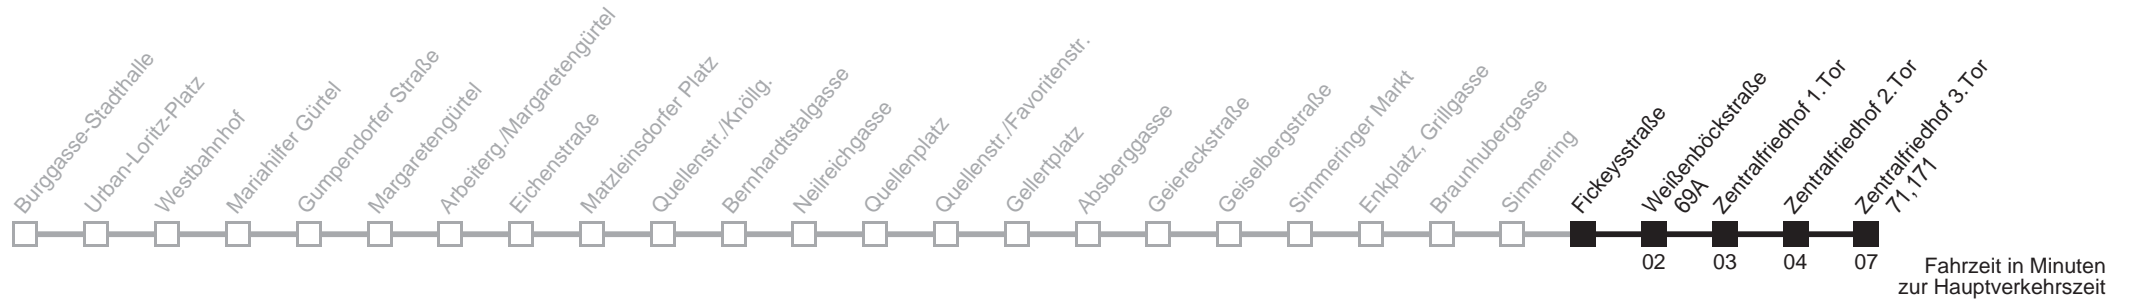 Burggasse-Stadthalle
Urban-Loritz-Platz
Westbahnhof
Mariahilfer Gürtel
Gumpendorfer Straße
Margaretengürtel
Arbeiterg./Margaretengürtel
Eichenstraße
Matzleinsdorfer Platz
Quellenstr./Knöllg.
Bernhardtstalgasse
Neilreichgasse
Quellenplatz
Quellenstr./Favoritenstr.
Gellertplatz
Absberggasse
Geiereckstraße
Geiselbergstraße
Simmeringer Markt
Enkplatz, Grillgasse
Braunhubergasse
Simmering
Fickeysstraße
Weißenböckstraße
69A
Zentralfriedhof 1.Tor
Zentralfriedhof 2.Tor
Zentralfriedhof 3.Tor
71,171
02 03 04 07
Fahrzeit in Minuten
zur Hauptverkehrszeit